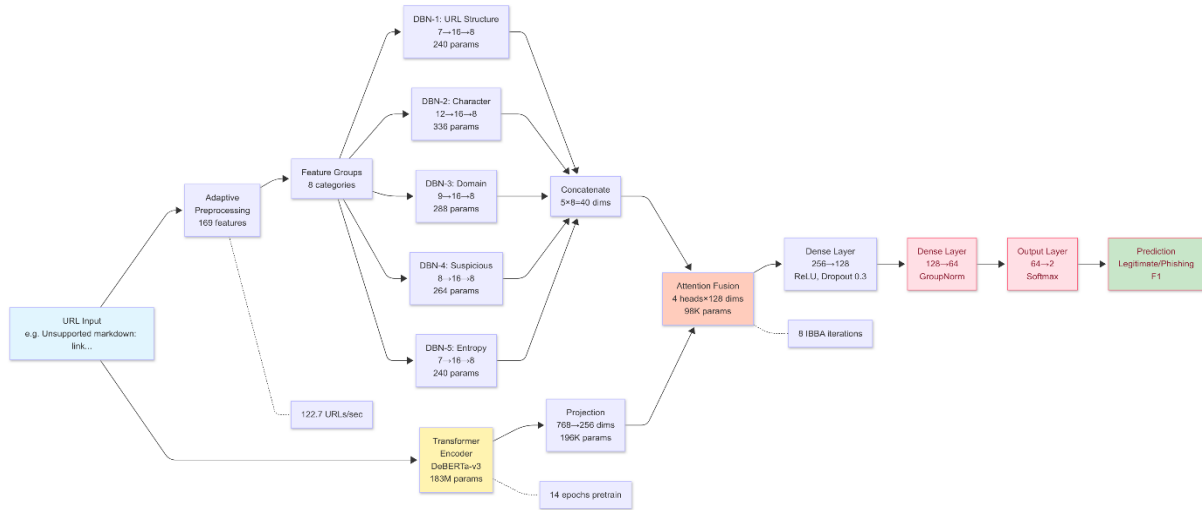 DBN-1: URL Structure
7→16→8
240 params
DBN-2: Character
12→16→8
336 params
Feature Groups
8 categories
Adaptive
Preprocessing
169 features
DBN-3: Domain
9→16→8
288 params
Concatenate
5×8=40 dims
DBN-4: Suspicious
8→16→8
264 params
Attention Fusion
4 heads×128 dims
98K params
Dense Layer
256→128
ReLU, Dropout 0.3
Dense Layer
128→64
GroupNorm
Output Layer
64→2
Softmax
Prediction
Legitimate/Phishing
F1
URL Input
e.g. Unsupported markdown:
link...
8 IBBA iterations
DBN-5: Entropy
7→16→8
240 params
122.7 URLs/sec
Projection
768→256 dims
196K params
Transformer
Encoder
DeBERTa-v3
183M params
14 epochs pretrain